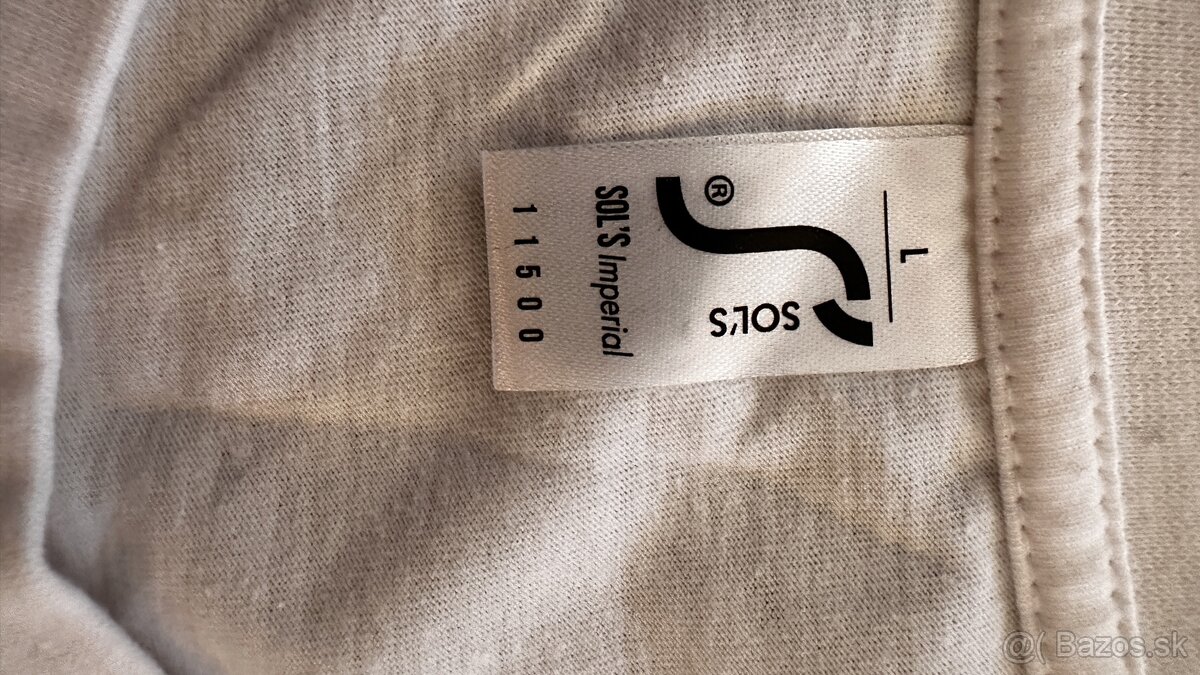 L
SOL'S
®
SOL'S Imperial
11500
@( Bazos.sk